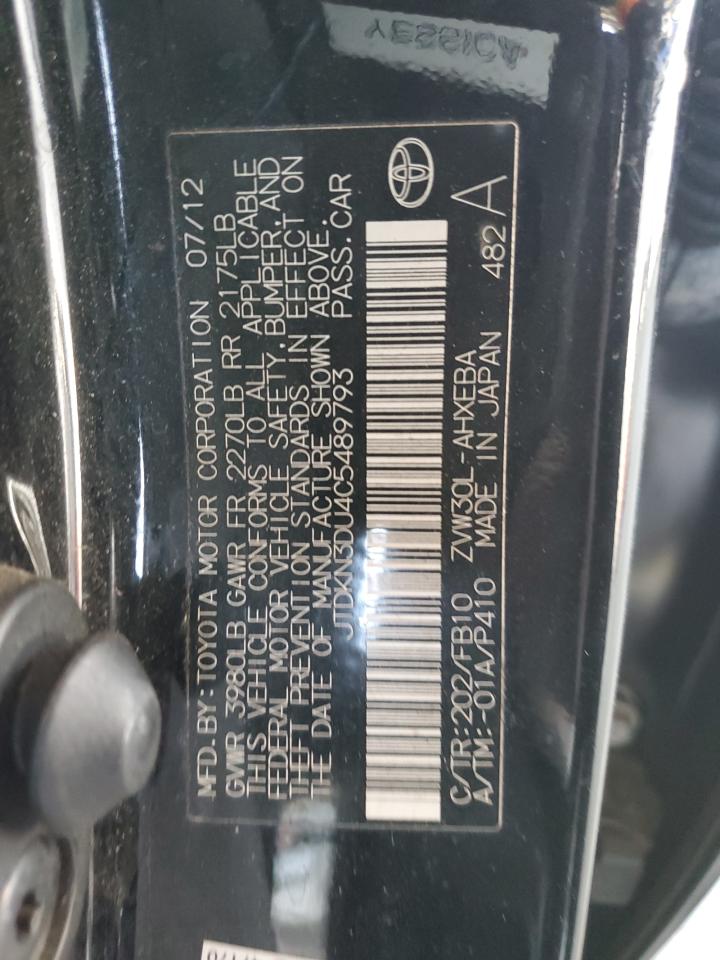 MFD.BY:TOYOTA MOTOR CORPORATION 07/12
GVWR 3980LB GAWR FR 2270LB RR 2175LB
THIS VEHICLE CONFORMS TO ALL APPLICABLE
FEDERAL MOTOR VEHICLE SAFETY,BUMPER,AND
THEFT PREVENTION STANDARDS IN EFFECT ON
THE DATE OF MANUFACTURE SHOWN ABOVE.
JTDKN3DU4C5489793 PASS.CAR
C/TR:202/FB10 ZVW30L-AHXEBA 482
A/TM:-01A/P410 MADE IN JAPAN A